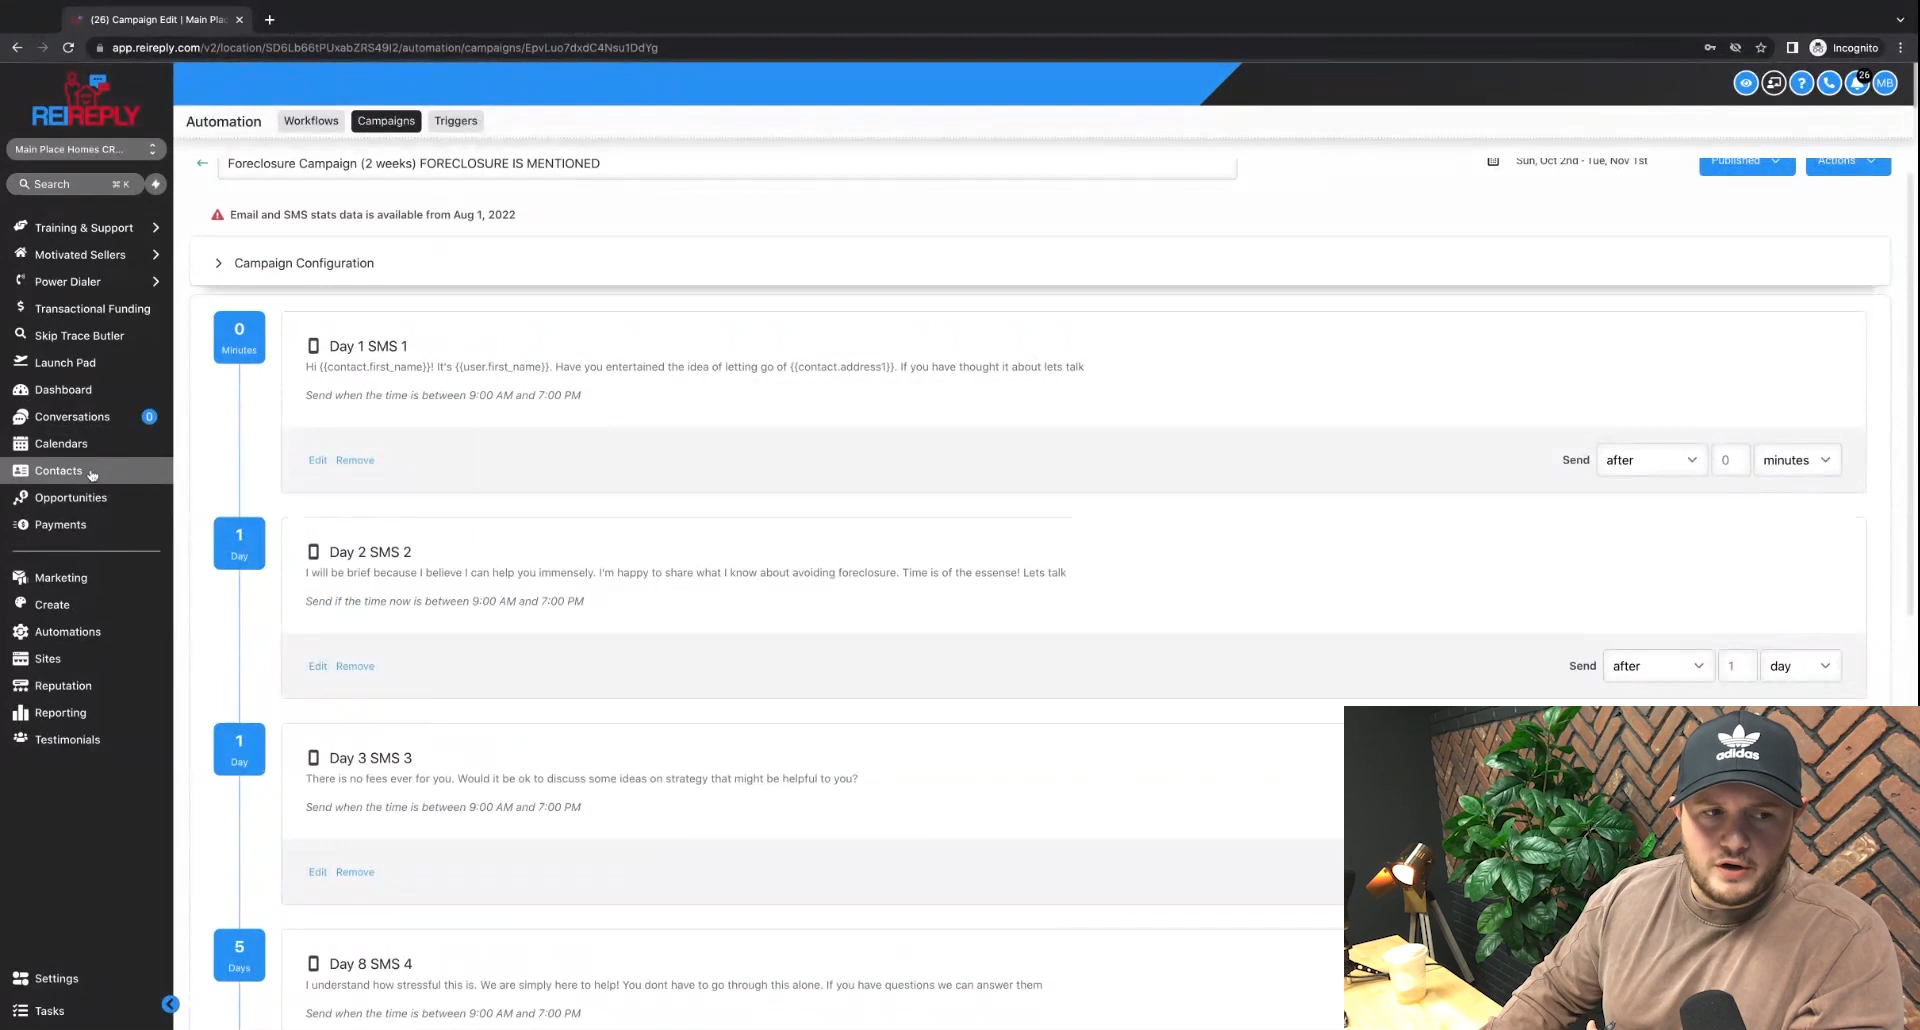 (26) Campaign Edit | Main Plac
app.reireply.com/v2/location/SD6Lb66tPUxabZRS49I2/automation/campaigns/EpvLuo7dxdC4Nsu1DdYg
Incognito
REIREPLY
26
MB
Automation
Workflows
Campaigns
Triggers
Main Place Homes CR...
Search
⌘ K
Foreclosure Campaign (2 weeks) FORECLOSURE IS MENTIONED
Sun, Oct 2nd - Tue, Nov 1st
Published
Actions
Email and SMS stats data is available from Aug 1, 2022
Campaign Configuration
Training & Support
Motivated Sellers
Power Dialer
Transactional Funding
Skip Trace Butler
Launch Pad
Dashboard
Conversations
0
Calendars
Contacts
Opportunities
Payments
Marketing
Create
Automations
Sites
Reputation
Reporting
Testimonials
Settings
Tasks
0
Minutes
Day 1 SMS 1
Hi {{contact.first_name}}! It's {{user.first_name}}. Have you entertained the idea of letting go of {{contact.address1}}. If you have thought it about lets talk
Send when the time is between 9:00 AM and 7:00 PM
Edit Remove
Send after 0 minutes
1
Day
Day 2 SMS 2
I will be brief because I believe I can help you immensely. I'm happy to share what I know about avoiding foreclosure. Time is of the essense! Lets talk
Send if the time now is between 9:00 AM and 7:00 PM
Edit Remove
Send after 1 day
1
Day
Day 3 SMS 3
There is no fees ever for you. Would it be ok to discuss some ideas on strategy that might be helpful to you?
Send when the time is between 9:00 AM and 7:00 PM
Edit Remove
5
Days
Day 8 SMS 4
I understand how stressful this is. We are simply here to help! You dont have to go through this alone. If you have questions we can answer them
Send when the time is between 9:00 AM and 7:00 PM
adidas